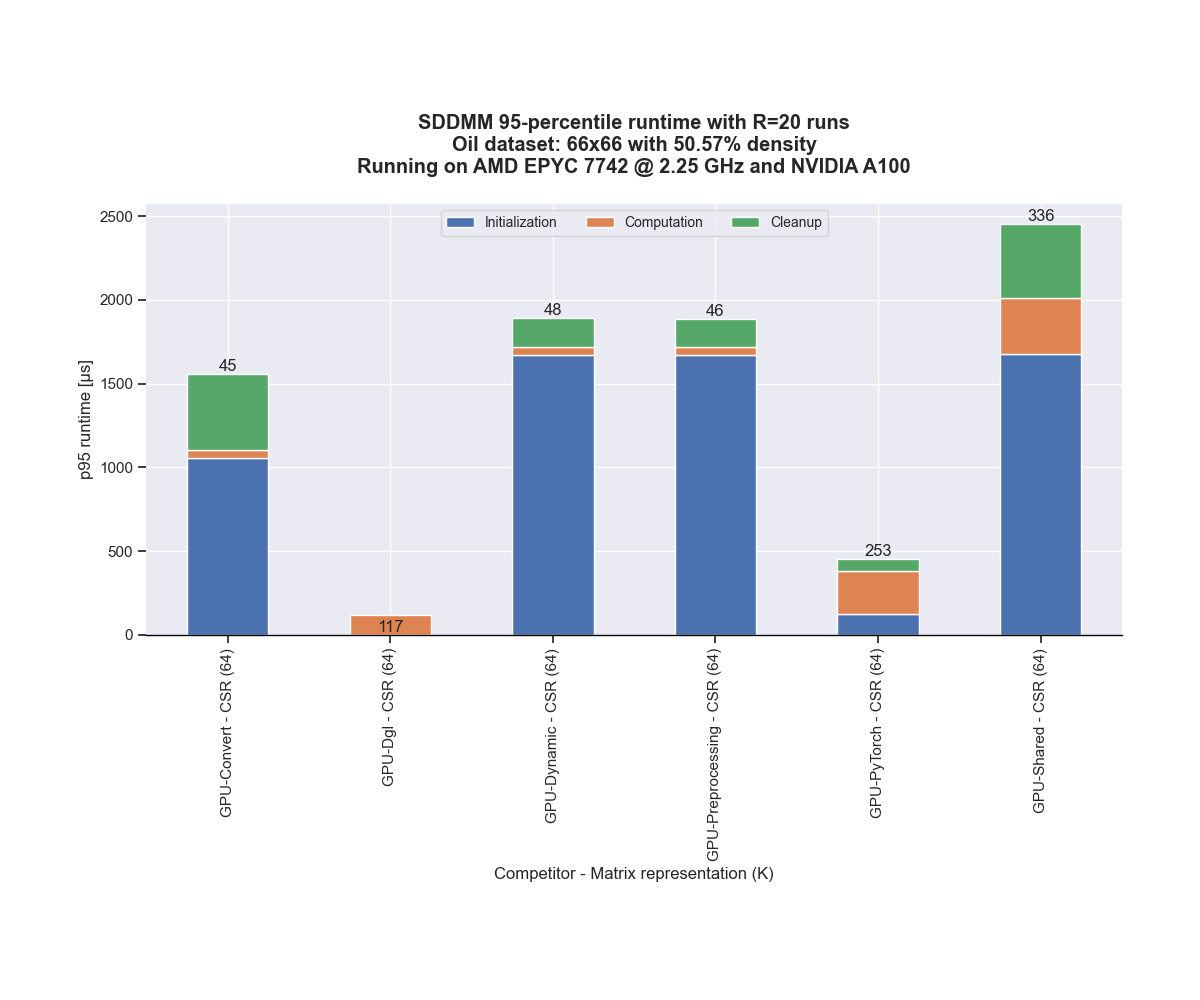 SDDMM 95-percentile runtime with R=20 runs
Oil dataset: 66x66 with 50.57% density
Running on AMD EPYC 7742 @ 2.25 GHz and NVIDIA A100
Initialization
Computation
Cleanup
p95 runtime [µs]
2500
2000
1500
1000
500
0
45
117
48
46
253
336
GPU-Convert - CSR (64)
GPU-Dgl - CSR (64)
GPU-Dynamic - CSR (64)
GPU-Preprocessing - CSR (64)
GPU-PyTorch - CSR (64)
GPU-Shared - CSR (64)
Competitor - Matrix representation (K)